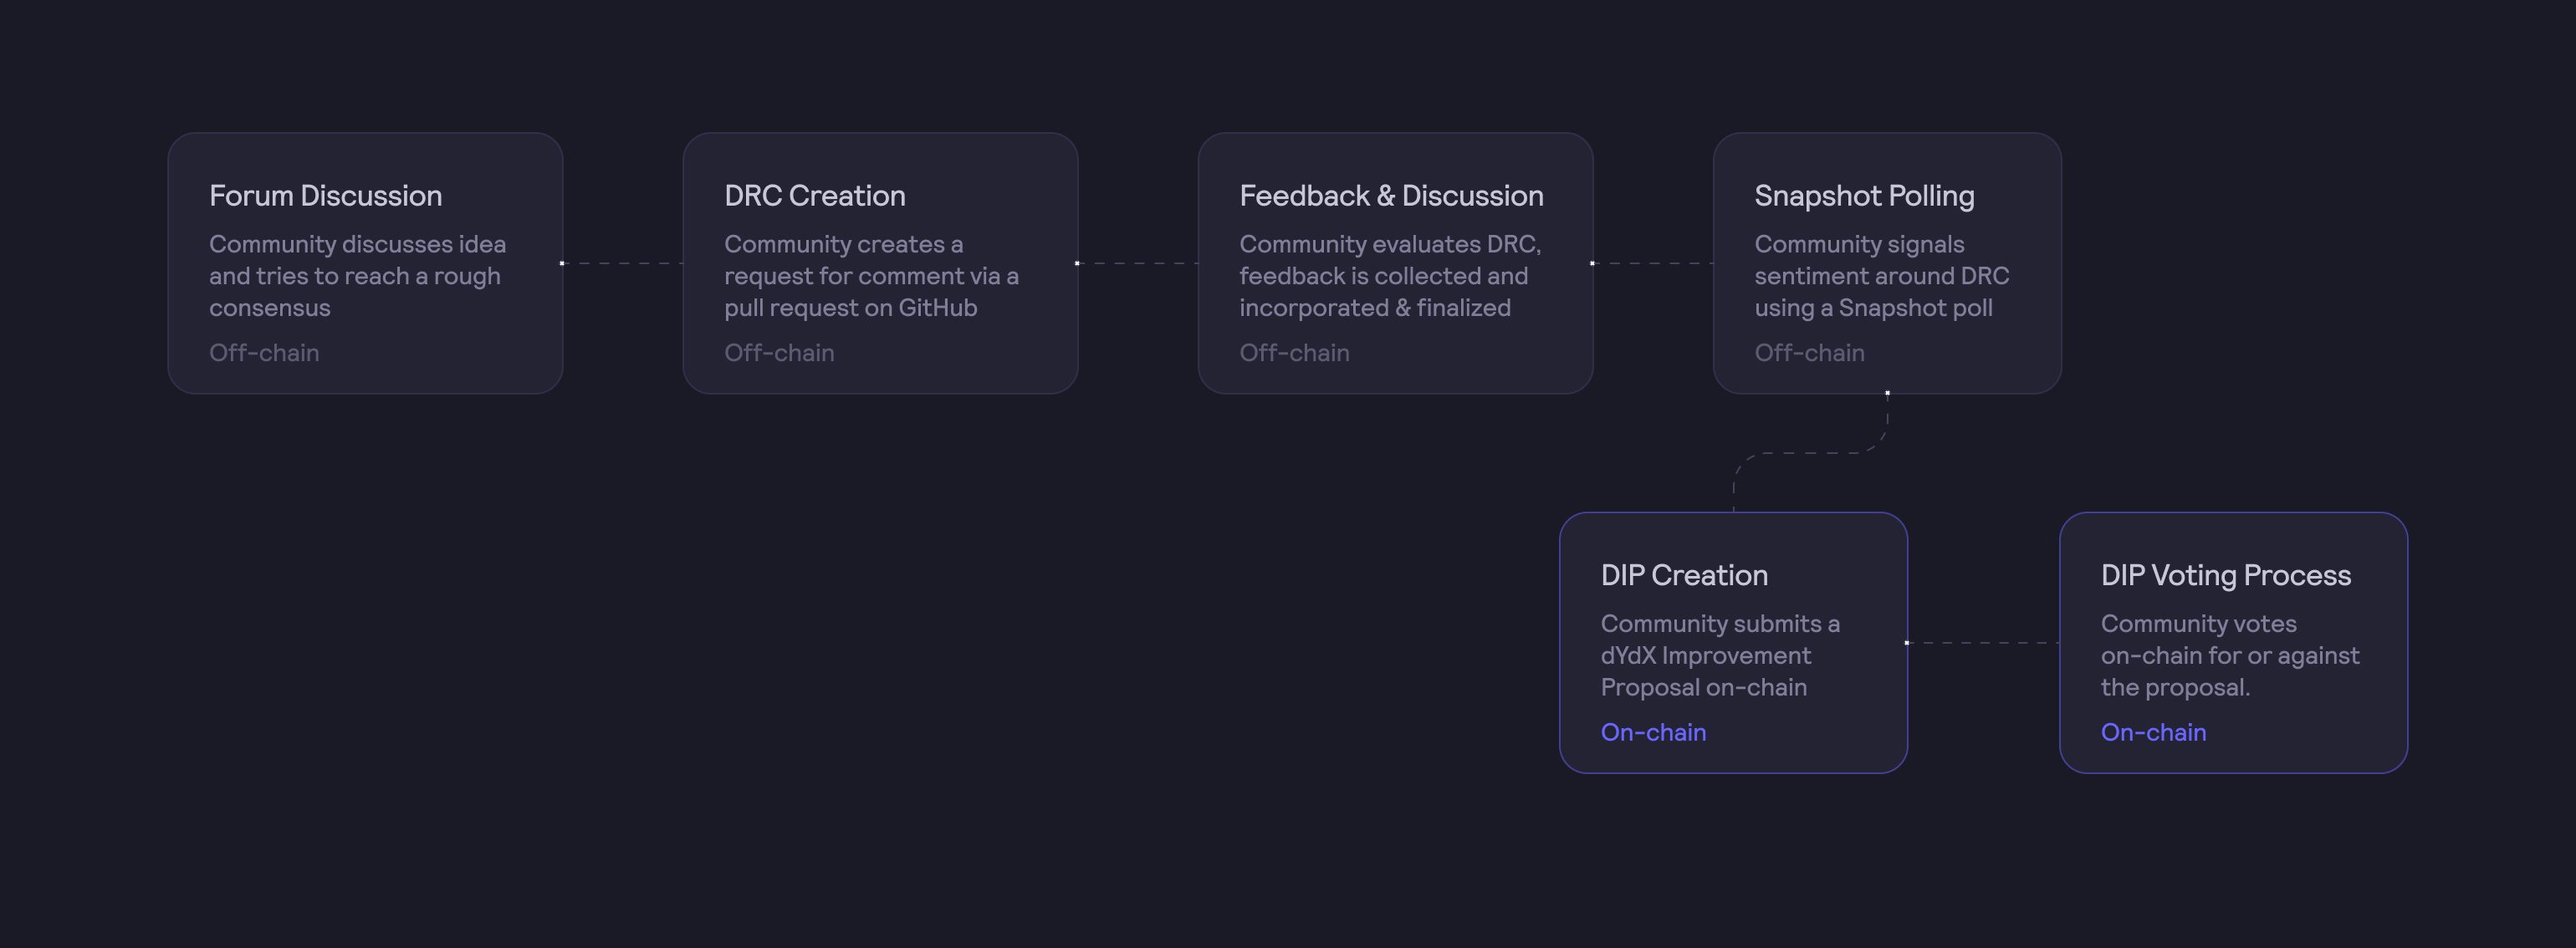 Forum Discussion
Community discusses idea
and tries to reach a rough
consensus
Off-chain
DRC Creation
Community creates a
request for comment via a
pull request on GitHub
Off-chain
Feedback & Discussion
Community evaluates DRC,
feedback is collected and
incorporated & finalized
Off-chain
Snapshot Polling
Community signals
sentiment around DRC
using a Snapshot poll
Off-chain
DIP Creation
Community submits a
dYdX Improvement
Proposal on-chain
On-chain
DIP Voting Process
Community votes
on-chain for or against
the proposal.
On-chain